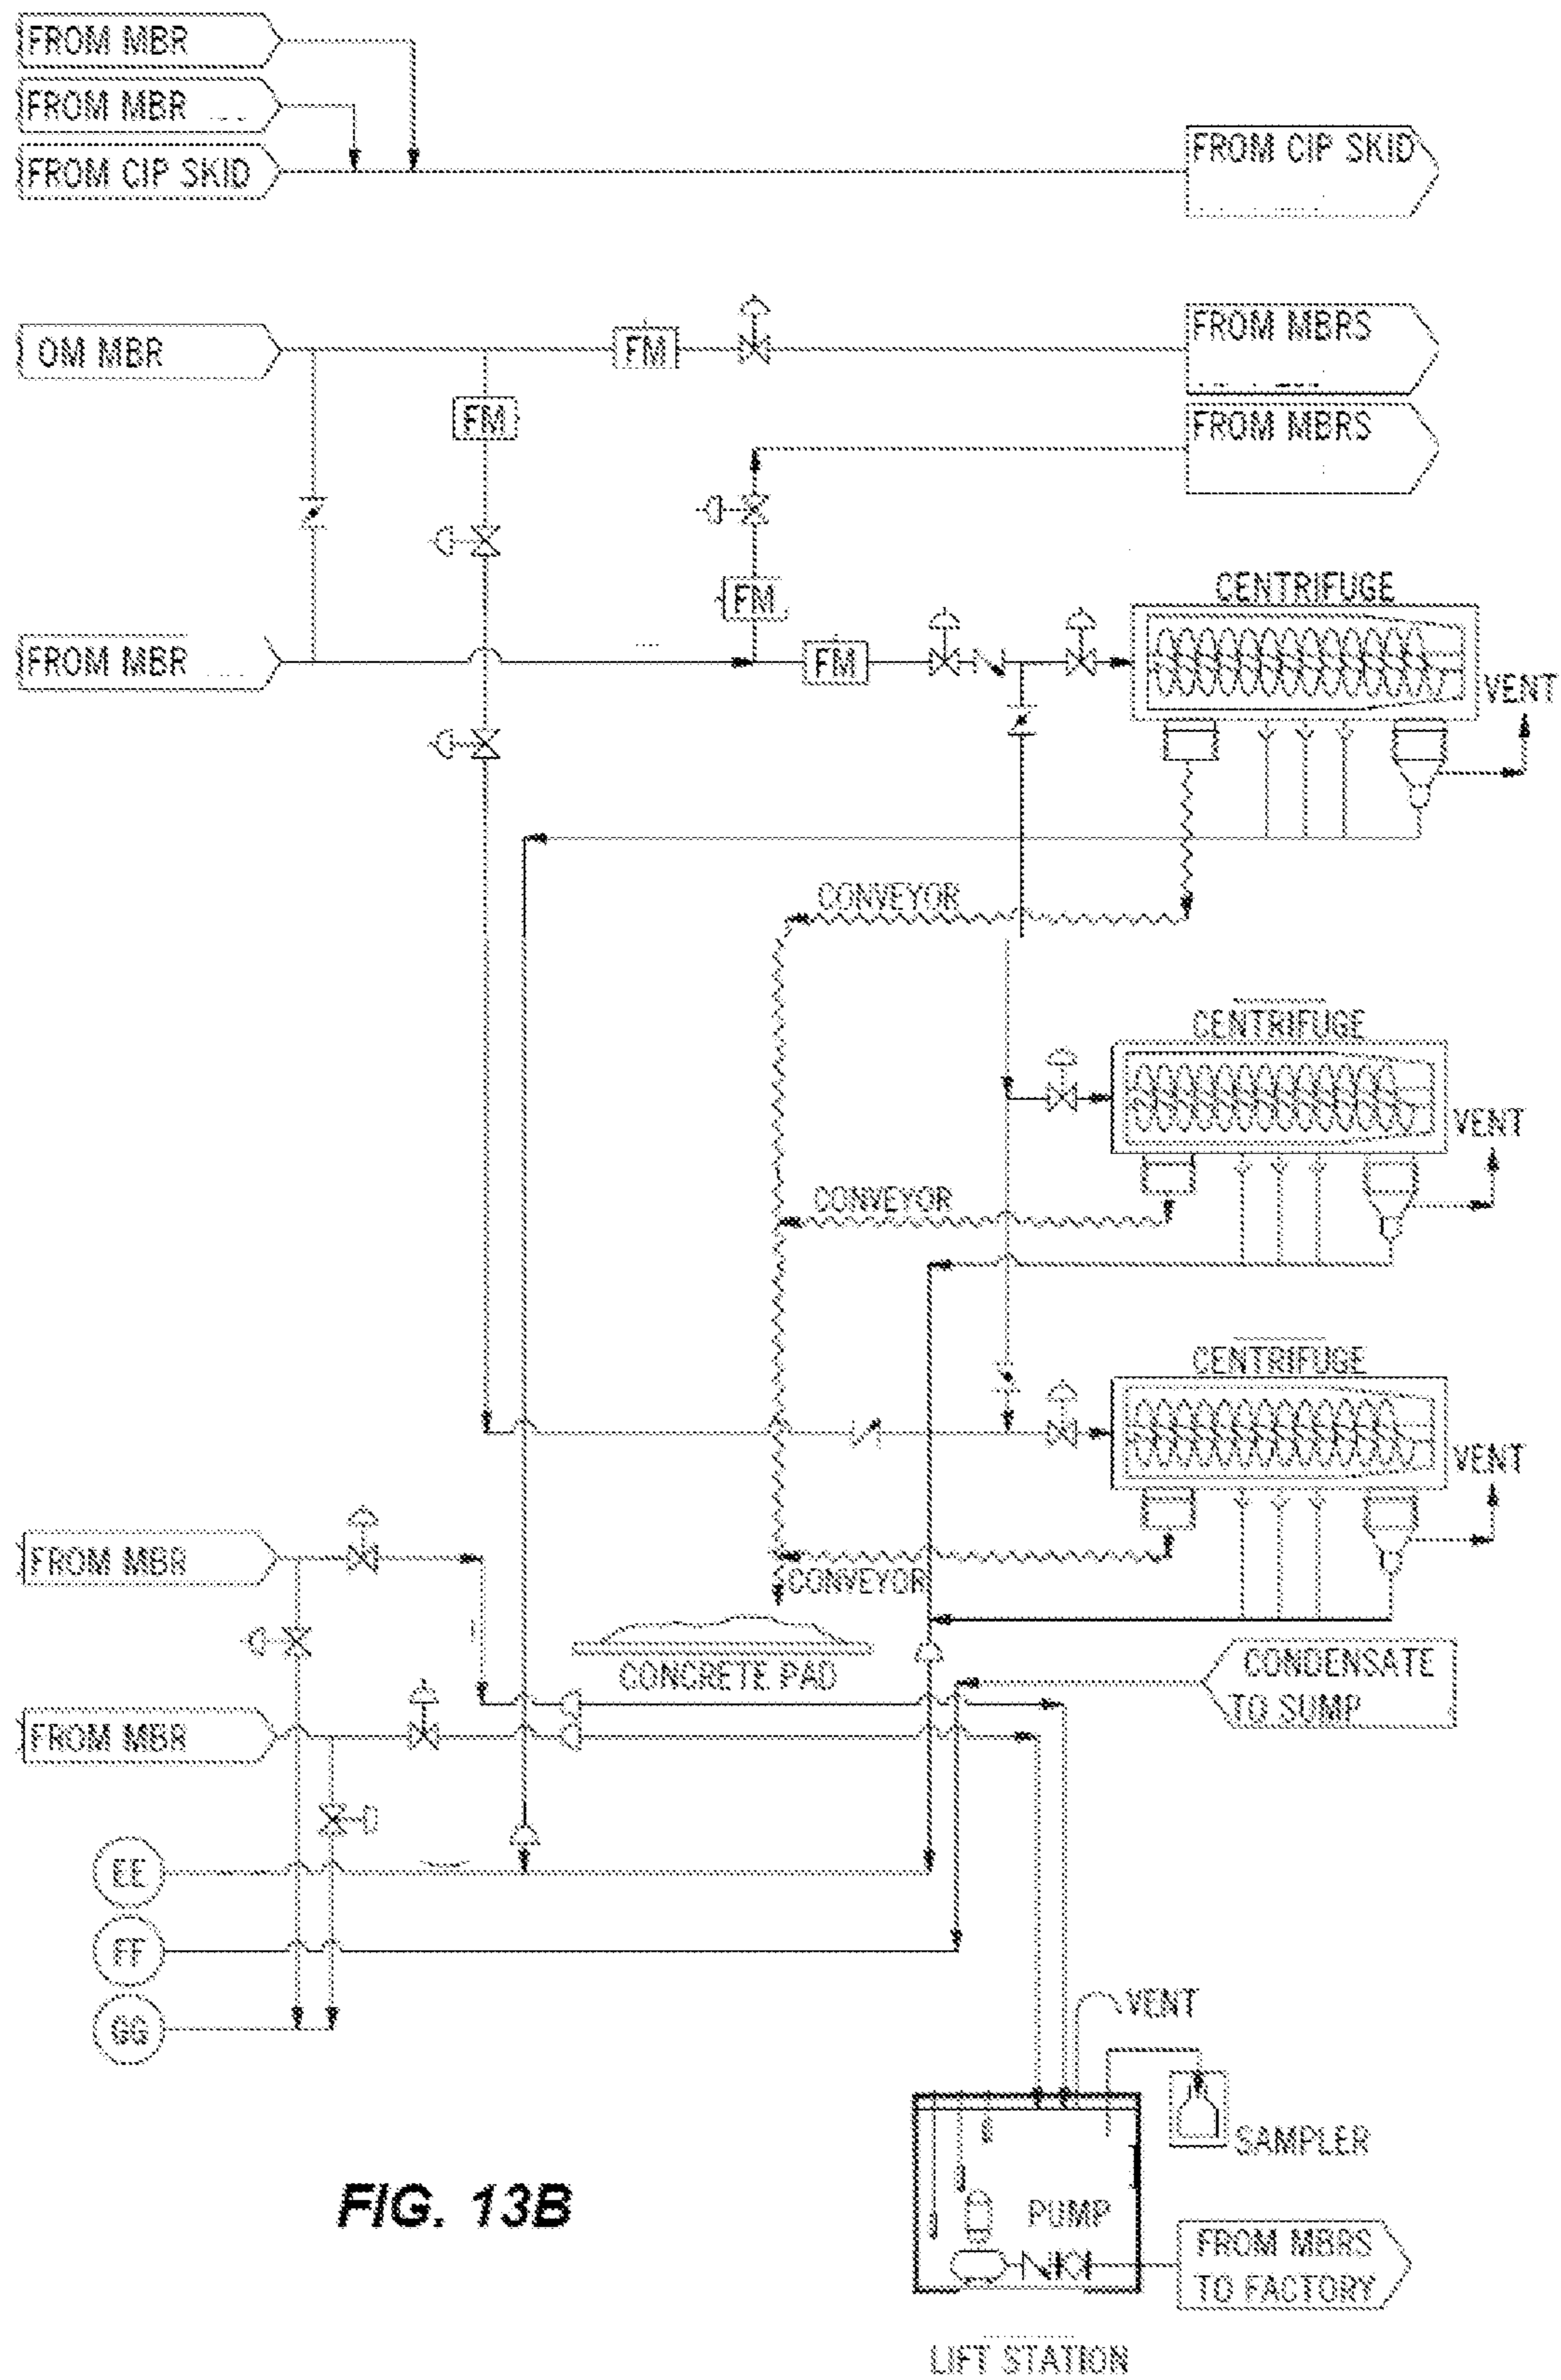 FROM MBR
FROM MBR
FROM CIP SKID
FROM CIP SKID
OM MBR
FM
FROM MBRS
FM
FROM MBRS
FM
CENTRIFUGE
FROM MBR
FM
VENT
CONVEYOR
CENTRIFUGE
VENT
CONVEYOR
CENTRIFUGE
VENT
FROM MBR
CONVEYOR
CONCRETE PAD
CONDENSATE
TO SUMP
FROM MBR
EE
FF
GG
VENT
SAMPLER
FIG. 13B
PUMP
FROM MBRS
TO FACTORY
LIFT STATION